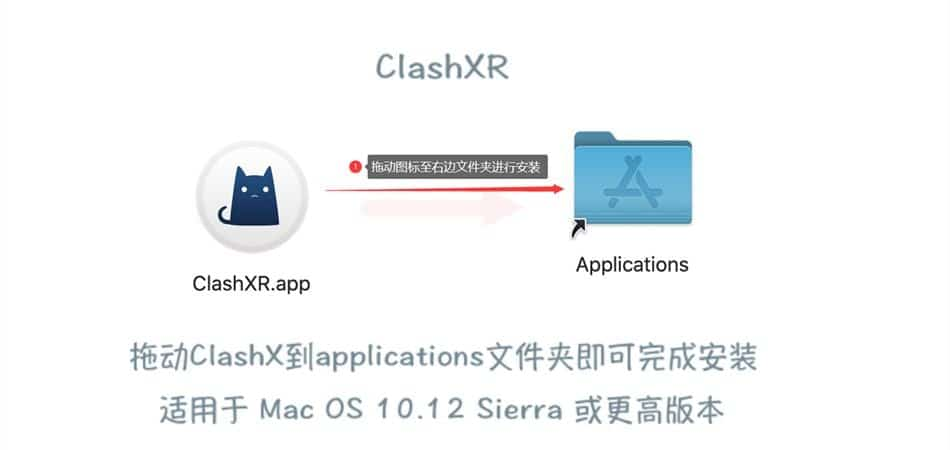 ClashXR
1 拖动图标至右边文件夹进行安装
ClashXR.app
Applications
拖动ClashX到applications文件夹即可完成安装
适用于 Mac OS 10.12 Sierra 或更高版本